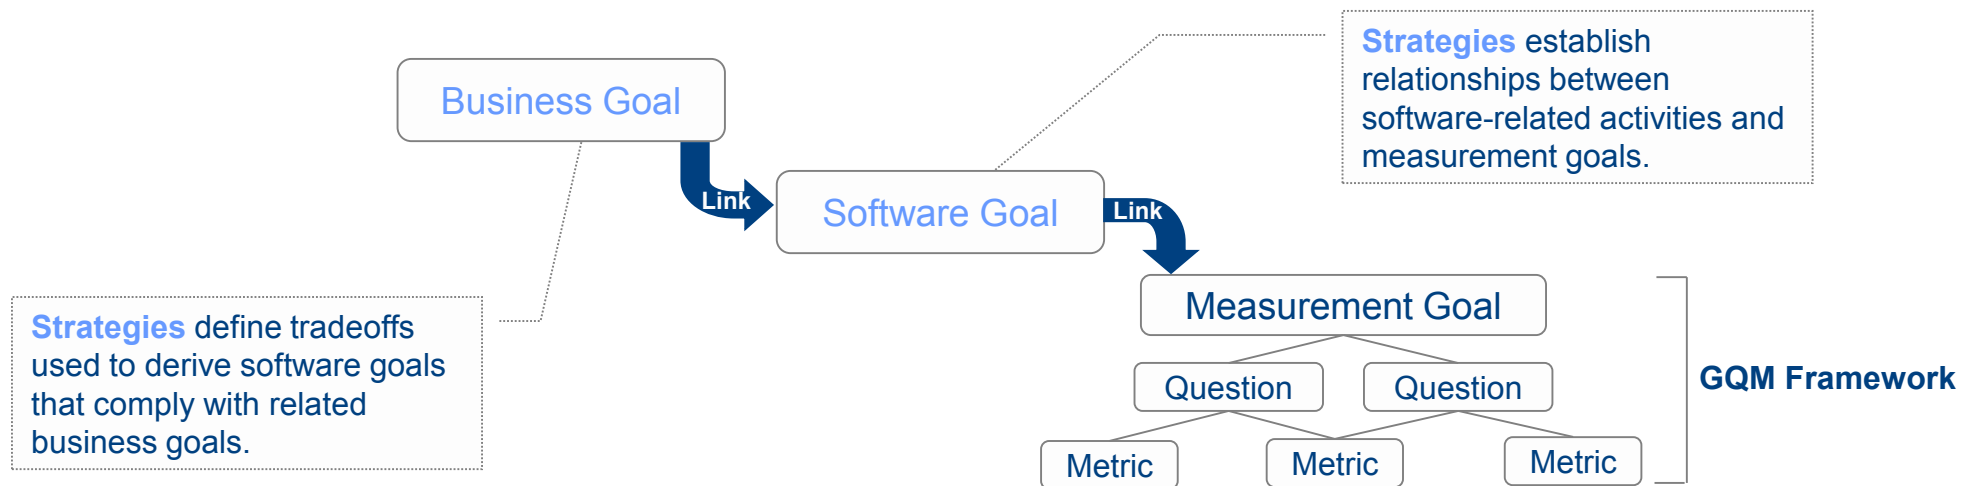 Strategies establish
relationships between
software-related activities and
measurement goals.
Business Goal
Link
Software Goal
Link
Measurement Goal
Strategies define tradeoffs
used to derive software goals
that comply with related
business goals.
Question
Question
GQM Framework
Metric
Metric
Metric